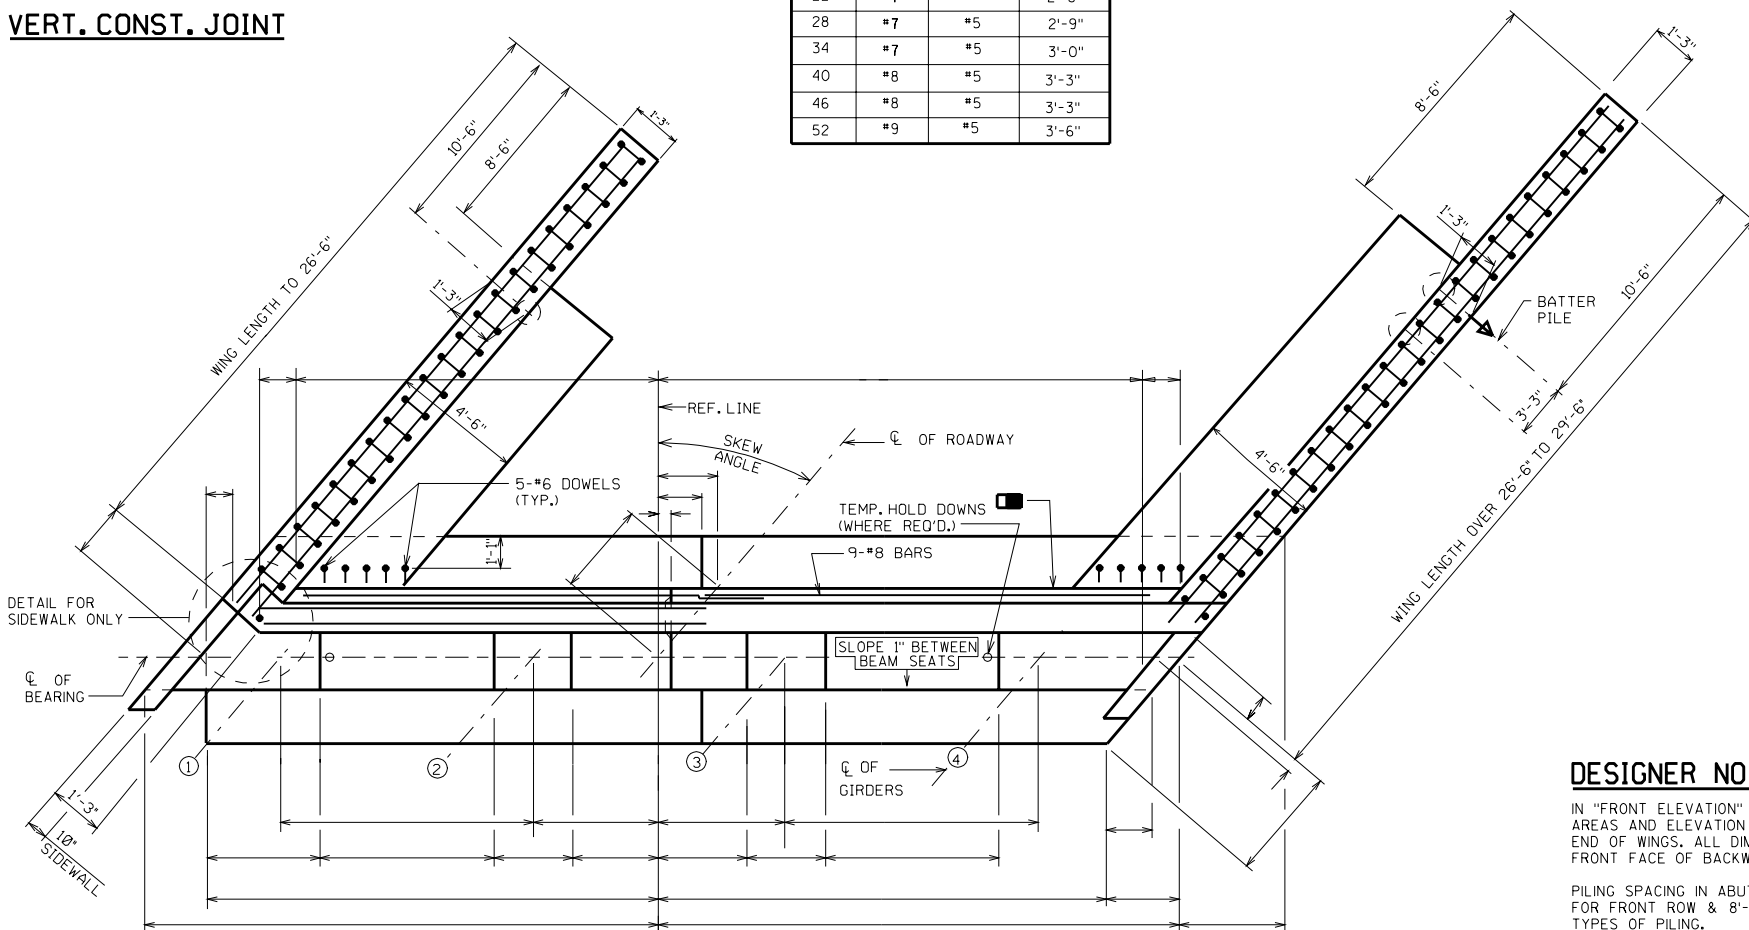 VERT. CONST. JOINT
28 #7 #5 2'-9"
34 #7 #5 3'-0"
40 #8 #5 3'-3"
46 #8 #5 3'-3"
52 #9 #5 3'-6"
10'-6"
8'-6"
1'-3"
WING LENGTH TO 26'-6"
1'-3"
4'-6"
8'-6"
1'-3"
1'-3"
10'-6"
BATTER
PILE
3'-3"
WING LENGTH OVER 26'-6" TO 29'-6"
4'-6"
REF. LINE
SKEW
ANGLE
℄ OF ROADWAY
5-#6 DOWELS
(TYP.)
TEMP. HOLD DOWNS
(WHERE REQ'D.)
9-#8 BARS
1'-1"
DETAIL FOR
SIDEWALK ONLY
SLOPE 1" BETWEEN
BEAM SEATS
℄ OF
BEARING
1
2
3
4
℄ OF
GIRDERS
1'-3"
10"
SIDEWALL
DESIGNER NO
IN "FRONT ELEVATION"
AREAS AND ELEVATION
END OF WINGS. ALL
FRONT FACE OF
PILING SPACING IN
FOR FRONT ROW & 8'-
TYPES OF PILING.